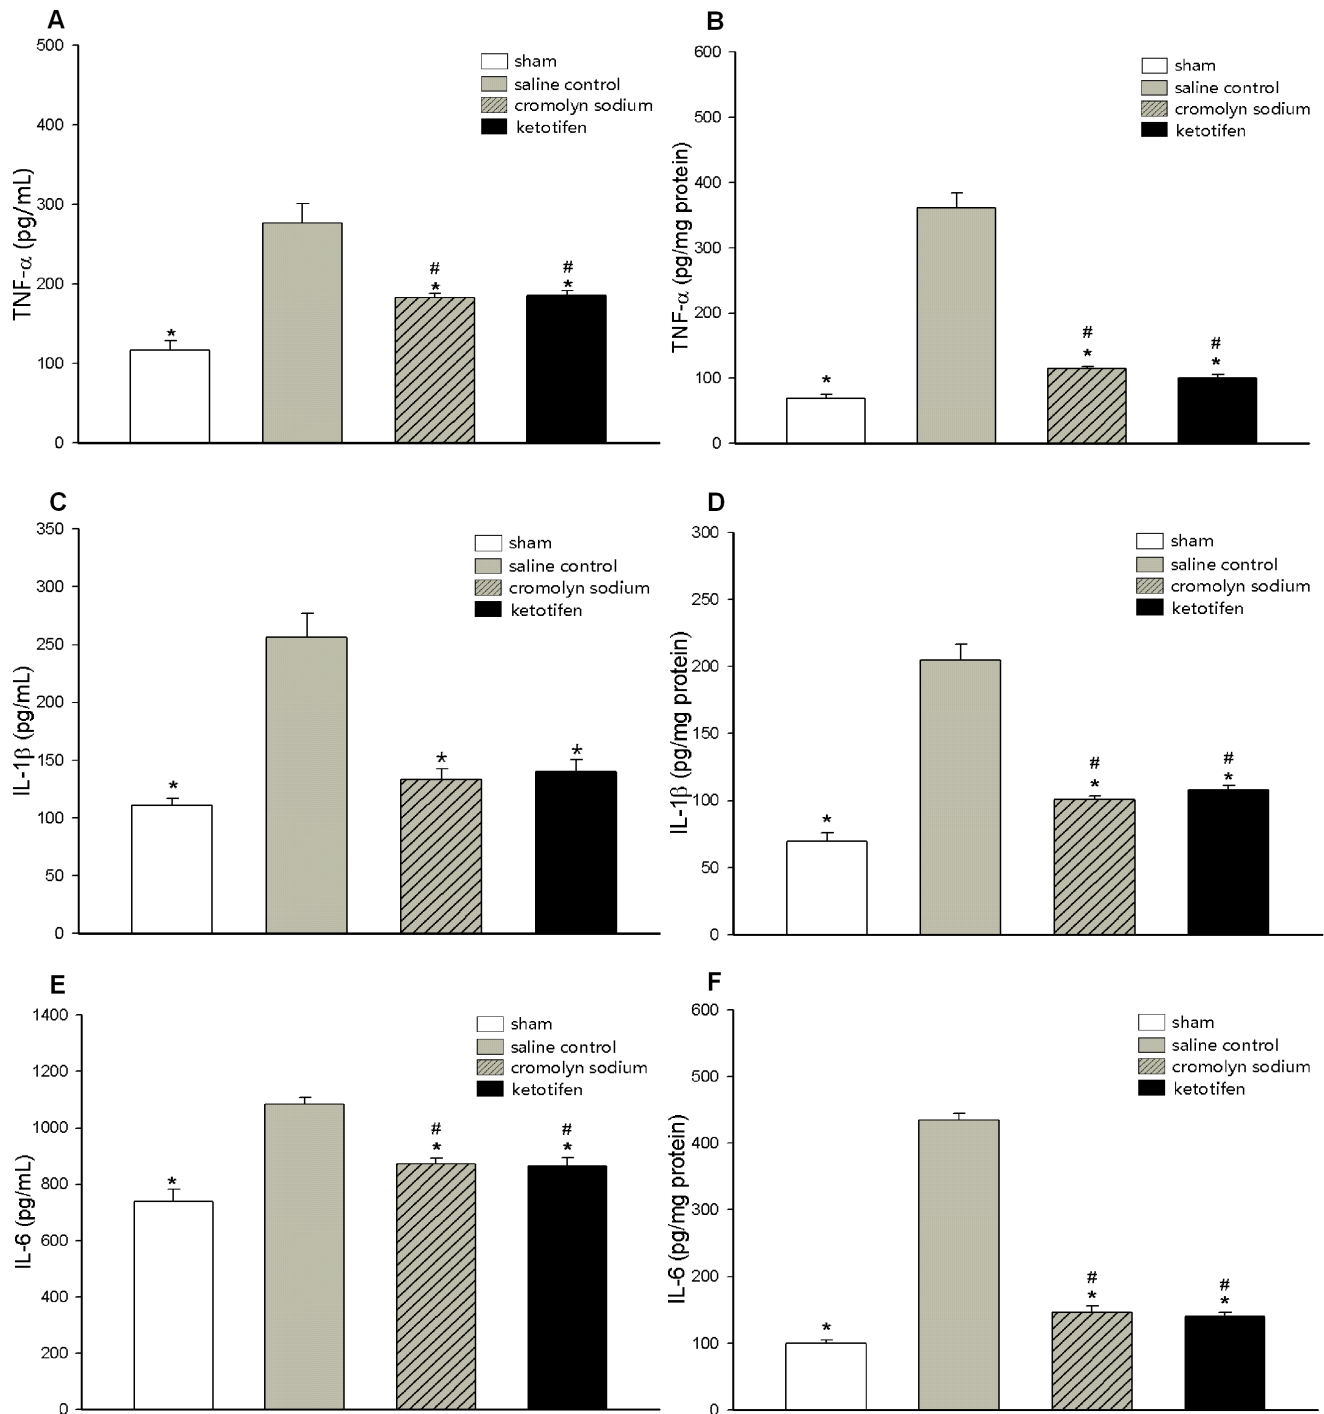 A
500
400
300
200
100
0
TNF-α (pg/mL)
sham
saline control
cromolyn sodium
ketotifen
*
#
*
#
*
B
600
500
400
300
200
100
0
TNF-α (pg/mg protein)
sham
saline control
cromolyn sodium
ketotifen
*
#
*
#
*
C
350
300
250
200
150
100
50
0
IL-1β (pg/mL)
sham
saline control
cromolyn sodium
ketotifen
*
*
*
D
300
250
200
150
100
50
0
IL-1β (pg/mg protein)
sham
saline control
cromolyn sodium
ketotifen
*
#
*
#
*
E
1400
1200
1000
800
600
400
200
0
IL-6 (pg/mL)
sham
saline control
cromolyn sodium
ketotifen
*
#
*
#
*
F
600
500
400
300
200
100
0
IL-6 (pg/mg protein)
sham
saline control
cromolyn sodium
ketotifen
*
#
*
#
*